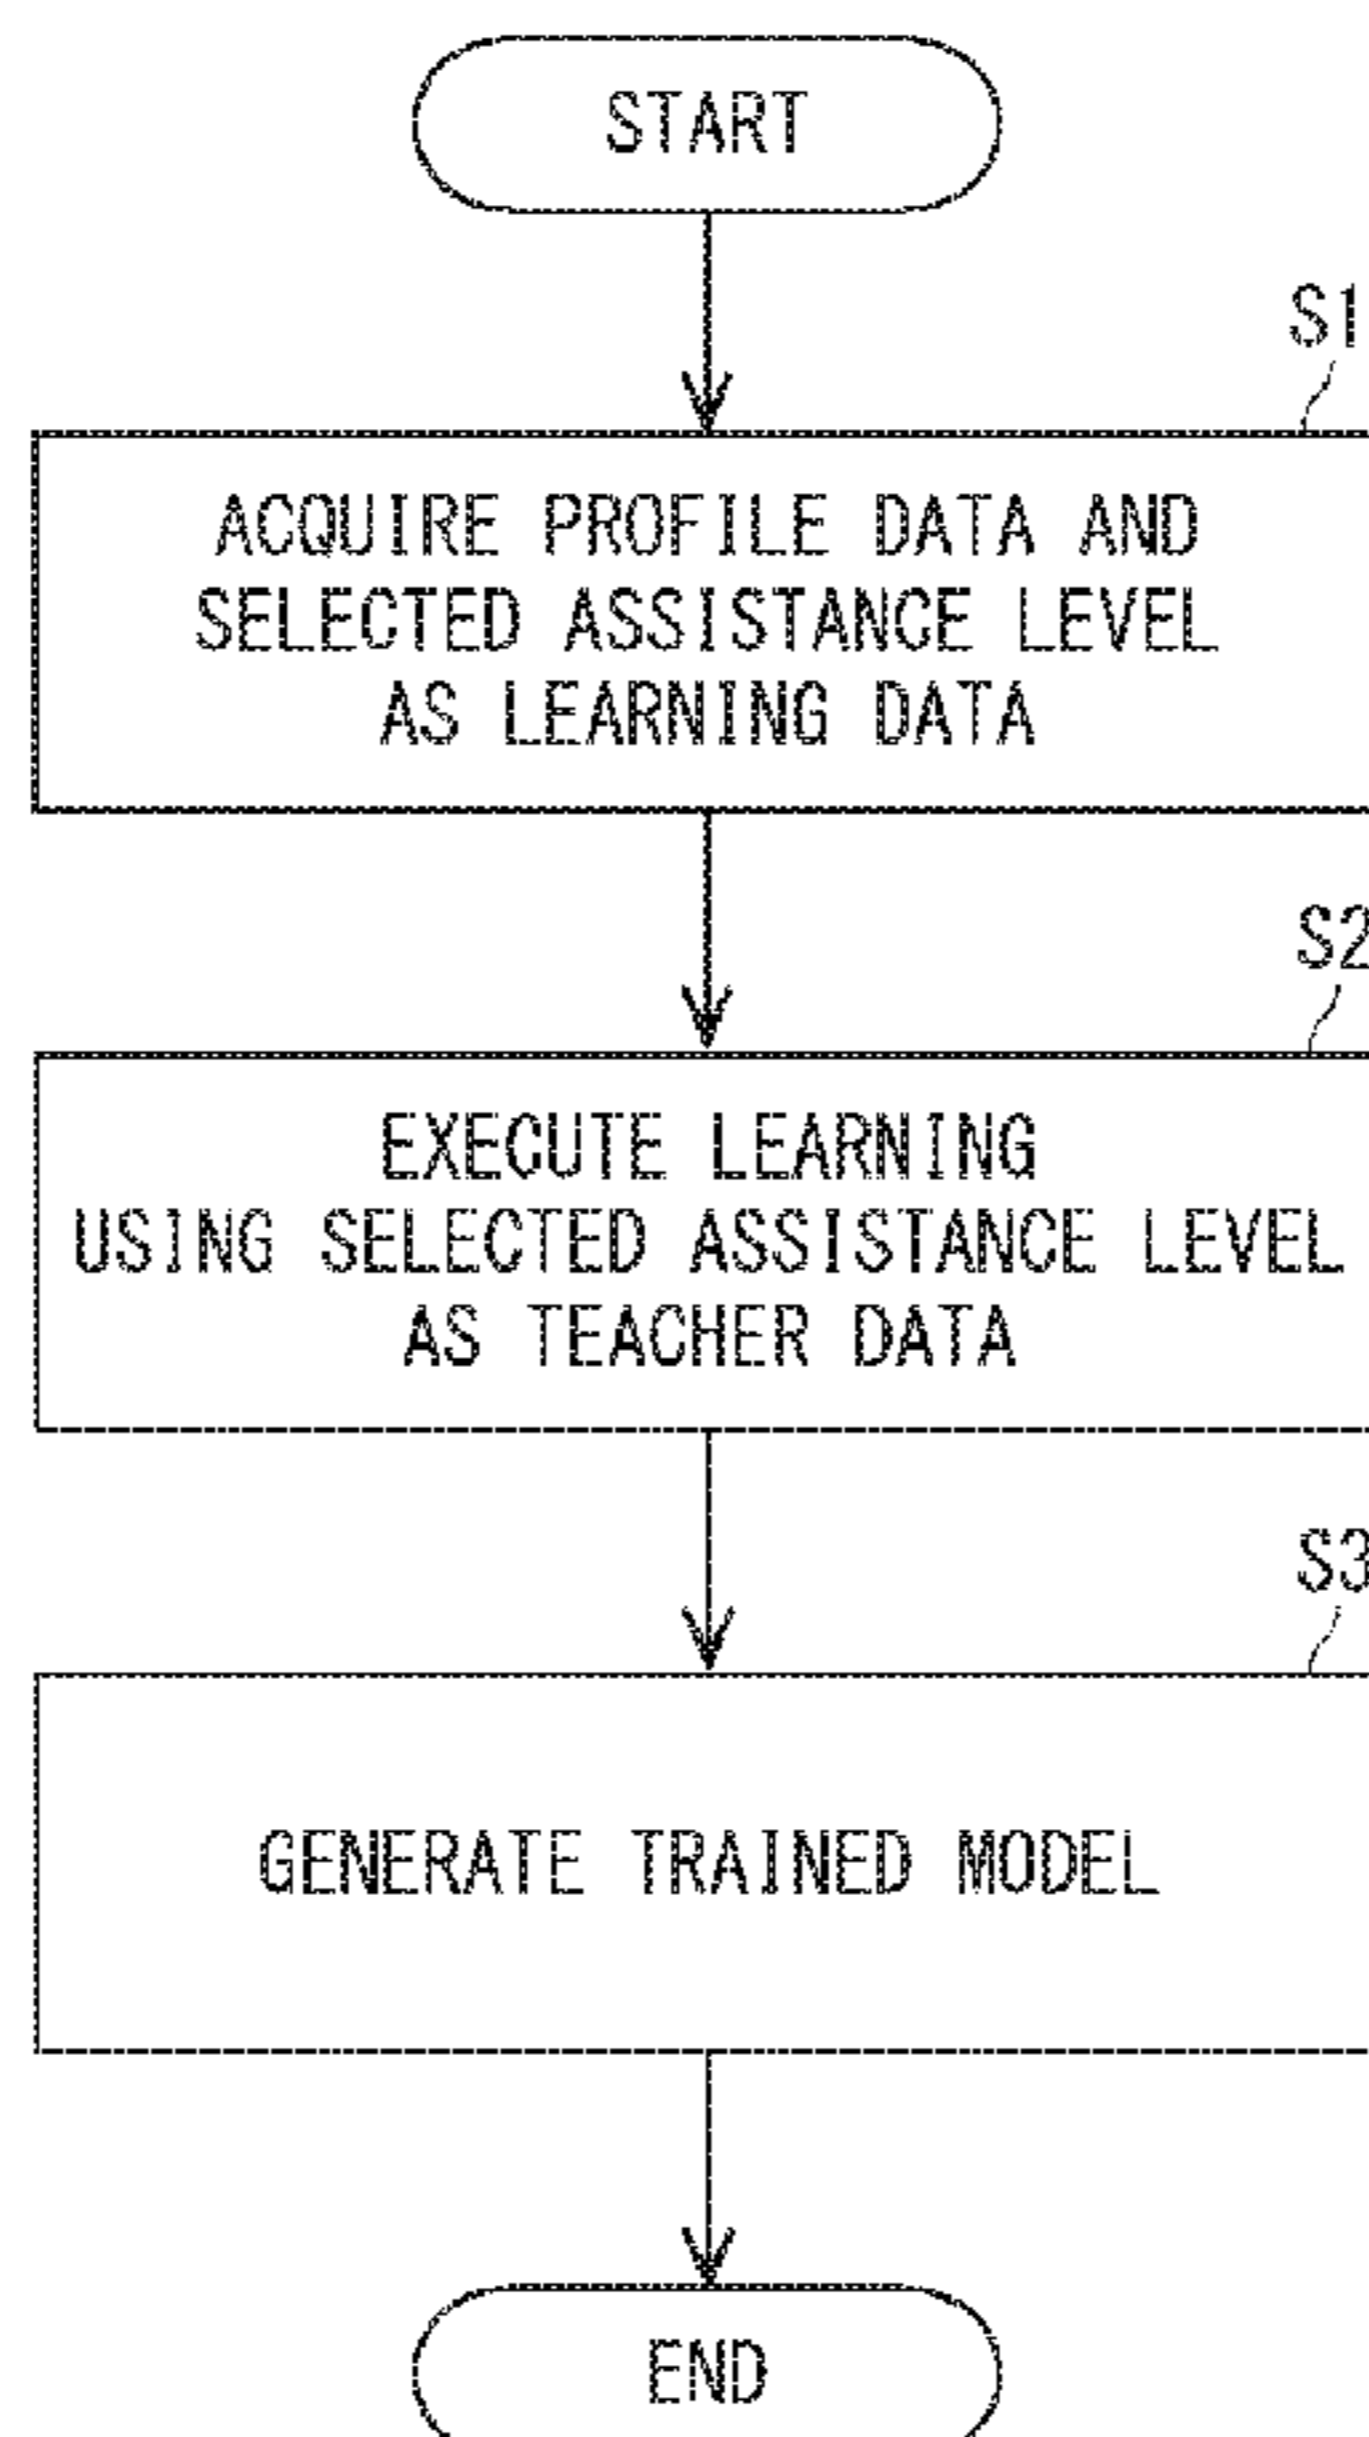 START
S1
ACQUIRE PROFILE DATA AND
SELECTED ASSISTANCE LEVEL
AS LEARNING DATA
S2
EXECUTE LEARNING
USING SELECTED ASSISTANCE LEVEL
AS TEACHER DATA
S3
GENERATE TRAINED MODEL
END